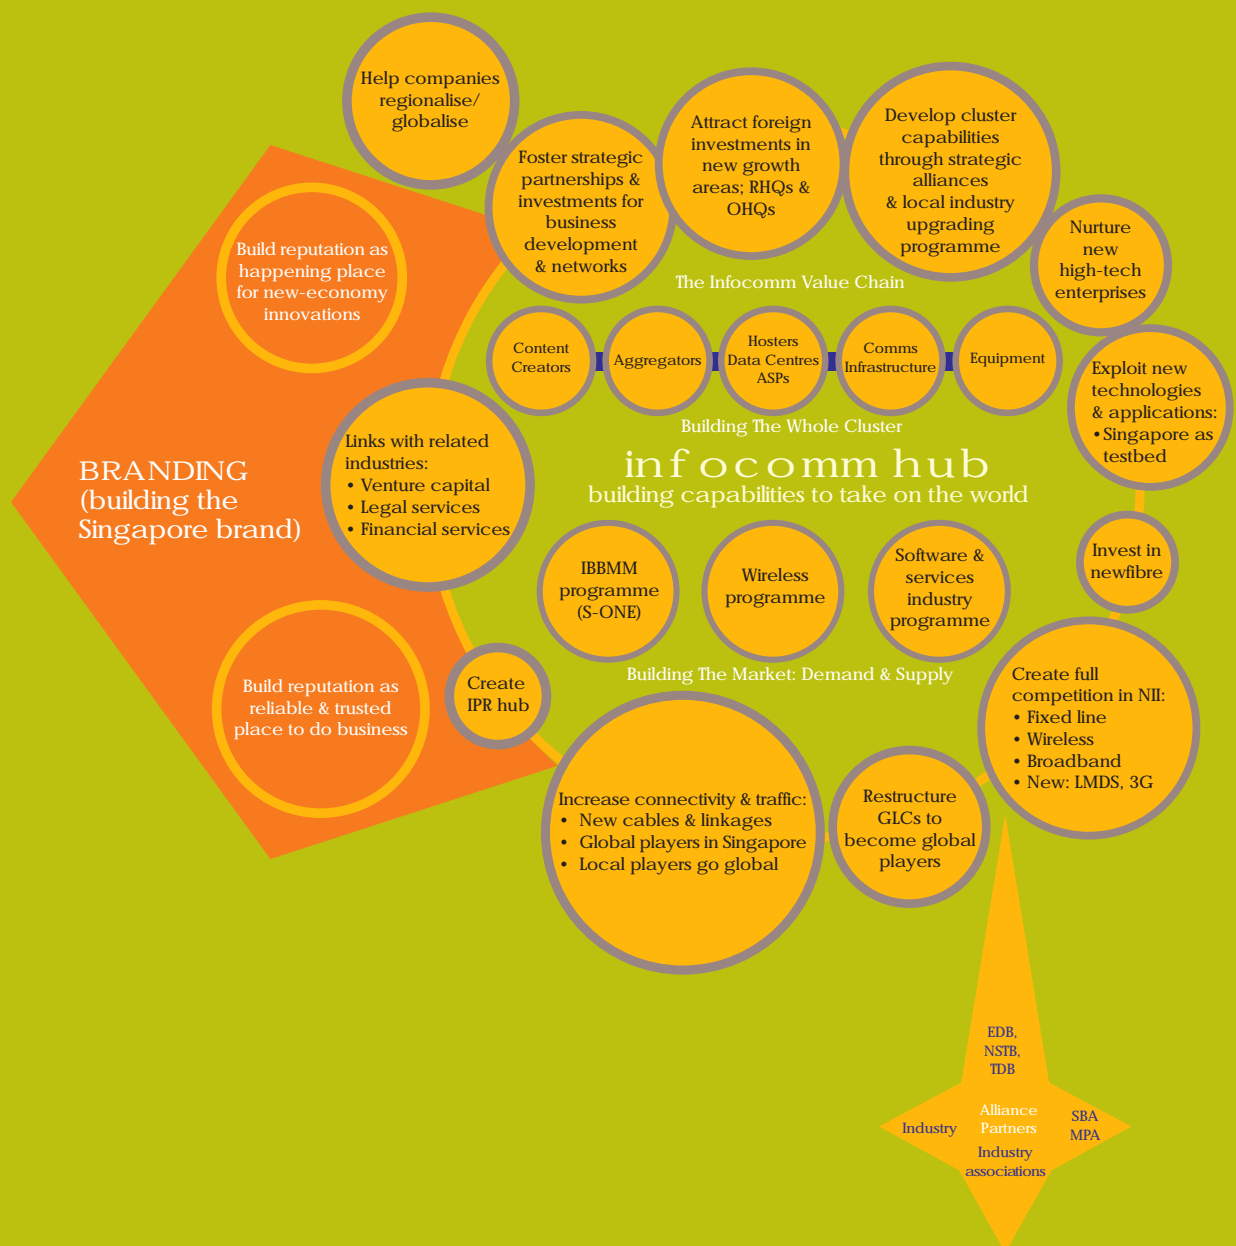 Help companies
regionalise/
globalise
Foster strategic
partnerships &
investments for
business
development
& networks
Attract foreign
investments in
new growth
areas; RHQs &
OHQs
Develop cluster
capabilities
through strategic
alliances
& local industry
upgrading
programme
Nurture
new
high-tech
enterprises
Build reputation as
happening place
for new-economy
innovations
The Infocomm Value Chain
Content
Creators
Aggregators
Hosters
Data Centres
ASPs
Comms
Infrastructure
Equipment
Exploit new
technologies
& applications:
• Singapore as
testbed
Building The Whole Cluster
BRANDING
(building the
Singapore brand)
Links with related
industries:
• Venture capital
• Legal services
• Financial services
infocomm hub
building capabilities to take on the world
IBBMM
programme
(S-ONE)
Wireless
programme
Software &
services
industry
programme
Invest in
newfibre
Building The Market: Demand & Supply
Build reputation as
reliable & trusted
place to do business
Create
IPR hub
Create full
competition in NII:
• Fixed line
• Wireless
• Broadband
• New: LMDS, 3G
Increase connectivity & traffic:
• New cables & linkages
• Global players in Singapore
• Local players go global
Restructure
GLCs to
become global
players
EDB,
NSTB,
TDB
Industry
Alliance
Partners
SBA
MPA
Industry
associations